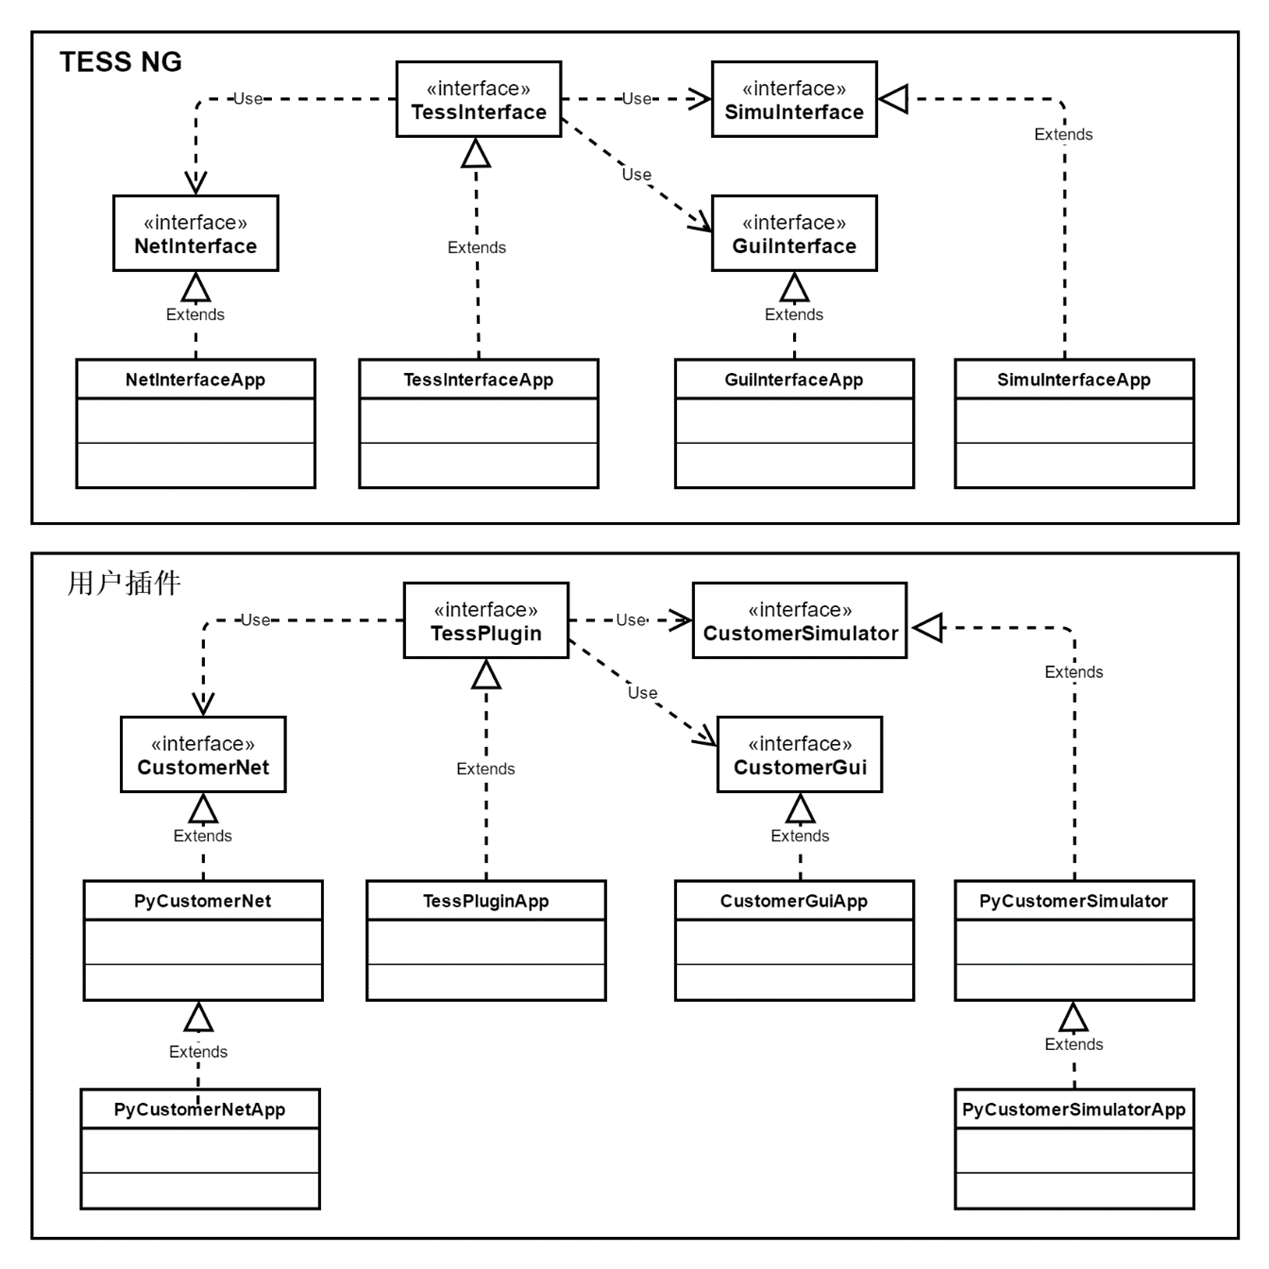 TESS NG
«interface»
TessInterface
«interface»
SimuInterface
Use
Use
Extends
Use
«interface»
NetInterface
«interface»
GuiInterface
Extends
Extends
Extends
NetInterfaceApp
TessInterfaceApp
GuiInterfaceApp
SimuInterfaceApp
用户插件
«interface»
TessPlugin
«interface»
CustomerSimulator
Use
Use
Extends
Use
«interface»
CustomerNet
«interface»
CustomerGui
Extends
Extends
Extends
PyCustomerNet
TessPluginApp
CustomerGuiApp
PyCustomerSimulator
Extends
Extends
PyCustomerNetApp
PyCustomerSimulatorApp